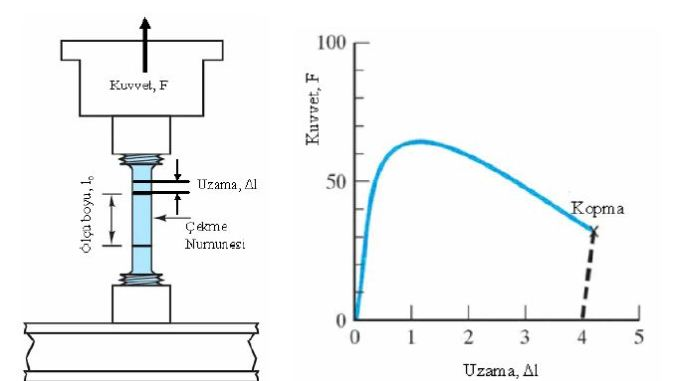 Kuvvet, F
Ölçü boyu, l₀
Uzama, Δl
Çekme
Numunesi
Kuvvet, F
100
50
0
Kopma
0 1 2 3 4 5
Uzama, Δl